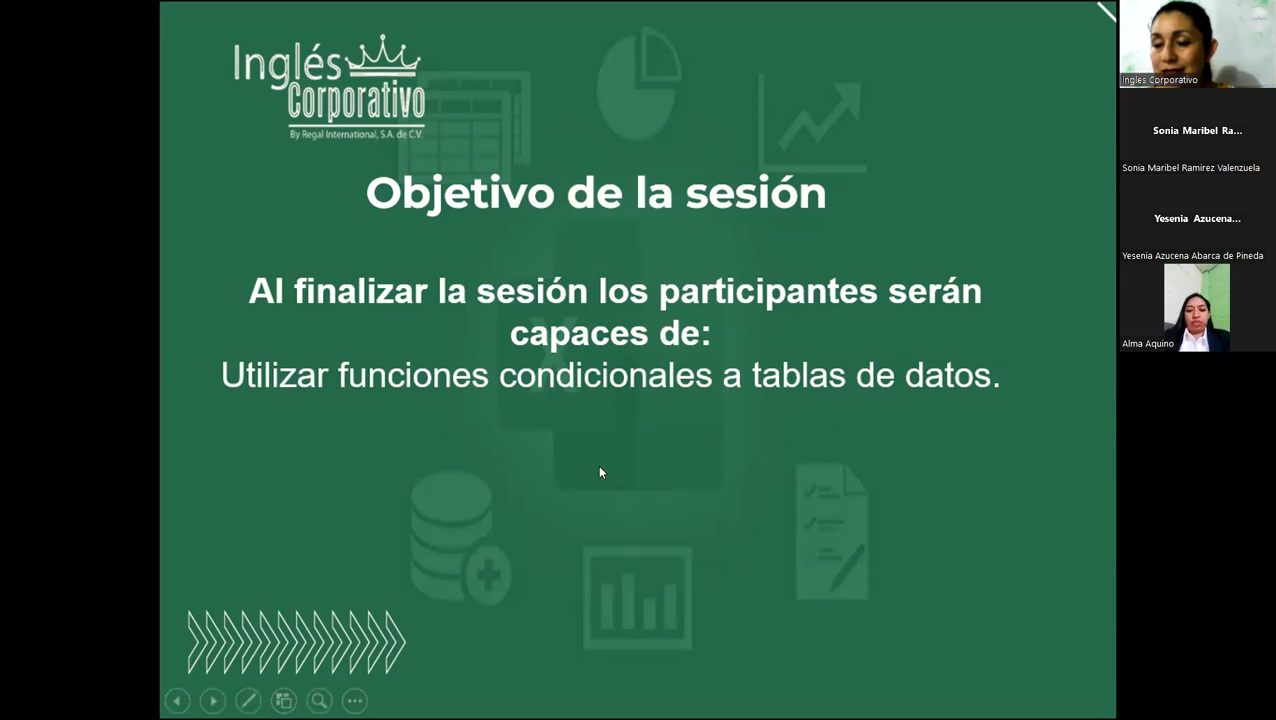 Inglés
Corporativo
By Regal International, S.A. de C.V.
Objetivo de la sesión
Al finalizar la sesión los participantes serán
capaces de:
Utilizar funciones condicionales a tablas de datos.
Ingles Corporativo
Sonia Maribel Ra...
Sonia Maribel Ramirez Valenzuela
Yesenia Azucena...
Yesenia Azucena Abarca de Pineda
Alma Aquino